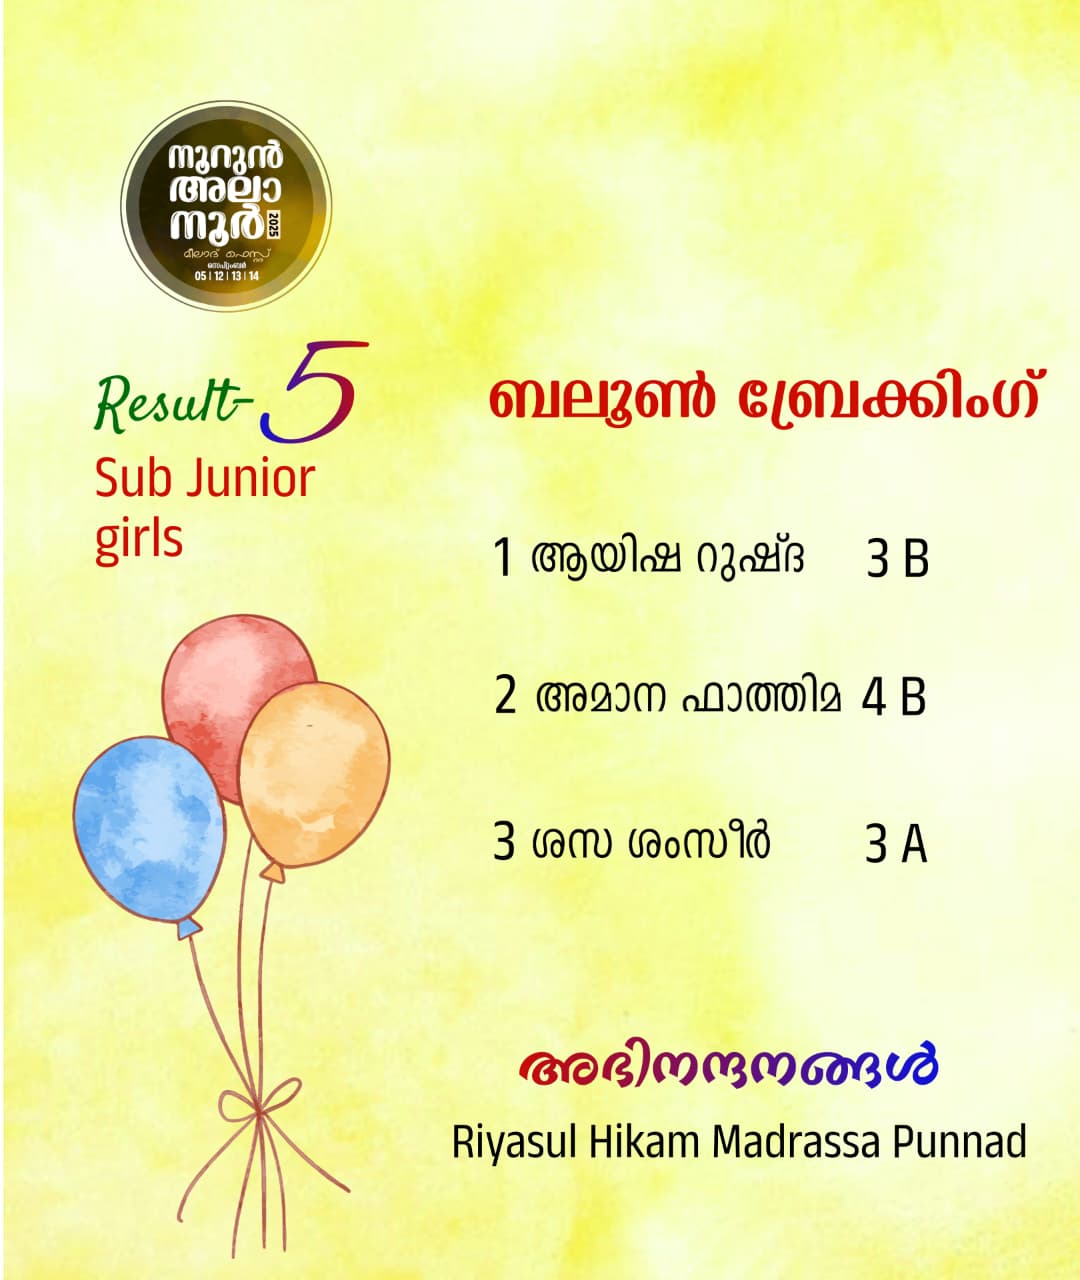 നൂറുൻ
അലാ
നൂർ 2025
മീലാദ് ഫെസ്റ്റ്
സെപ്റ്റംബർ
05 | 12 | 13 | 14
Result-5
Sub Junior
girls
ബലൂൺ ബ്രേക്കിംഗ്
1 ആയിഷ റുഷ്ദ 3 B
2 അമാന ഫാത്തിമ 4 B
3 ശസ ശംസീർ 3 A
അഭിനന്ദനങ്ങൾ
Riyasul Hikam Madrassa Punnad